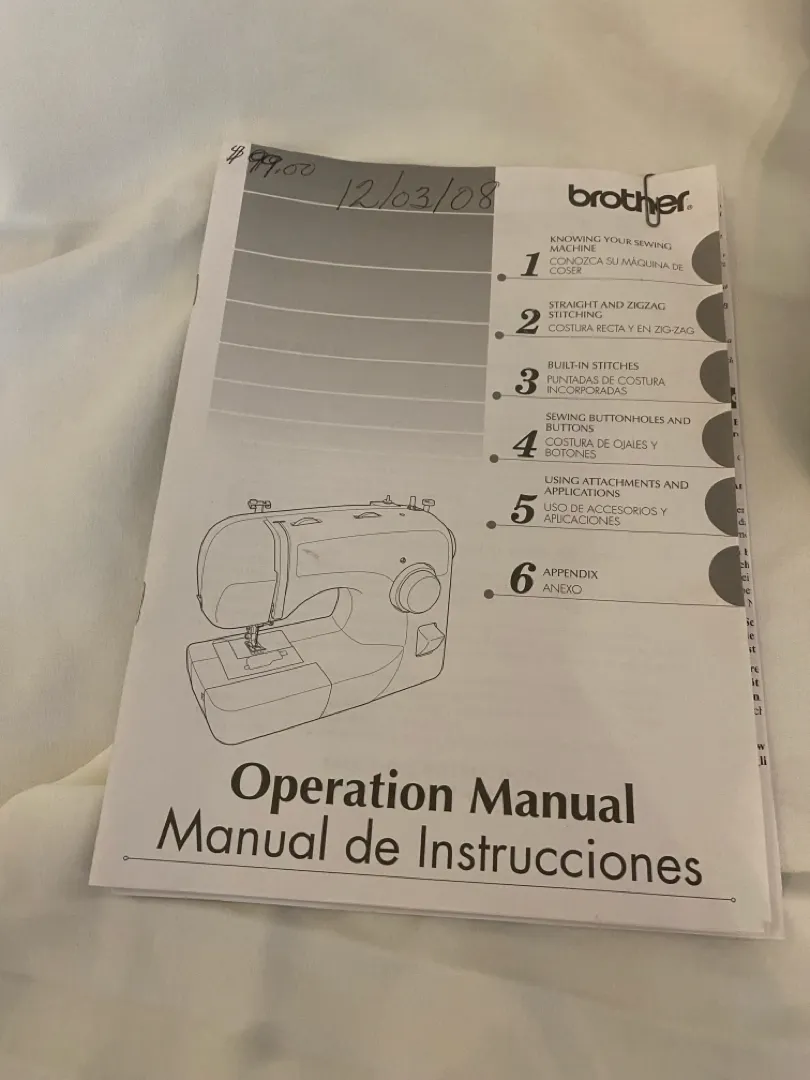 $99.00
12/03/08
brother®
1
KNOWING YOUR SEWING
MACHINE
CONOZCA SU MÁQUINA DE
COSER
2
STRAIGHT AND ZIGZAG
STITCHING
COSTURA RECTA Y EN ZIG-ZAG
3
BUILT-IN STITCHES
PUNTADAS DE COSTURA
INCORPORADAS
4
SEWING BUTTONHOLES AND
BUTTONS
COSTURA DE OJALES Y
BOTONES
5
USING ATTACHMENTS AND
APPLICATIONS
USO DE ACCESORIOS Y
APLICACIONES
6
APPENDIX
ANEXO
Operation Manual
Manual de Instrucciones